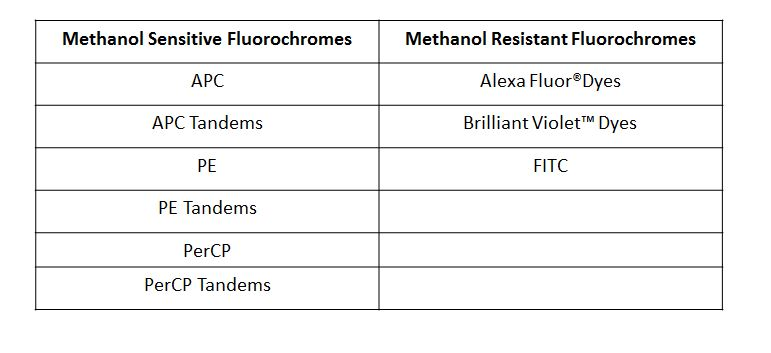 Methanol Sensitive Fluorochromes Methanol Resistant Fluorochromes
APC Alexa Fluor®Dyes
APC Tandems Brilliant Violet™ Dyes
PE FITC
PE Tandems
PerCP
PerCP Tandems